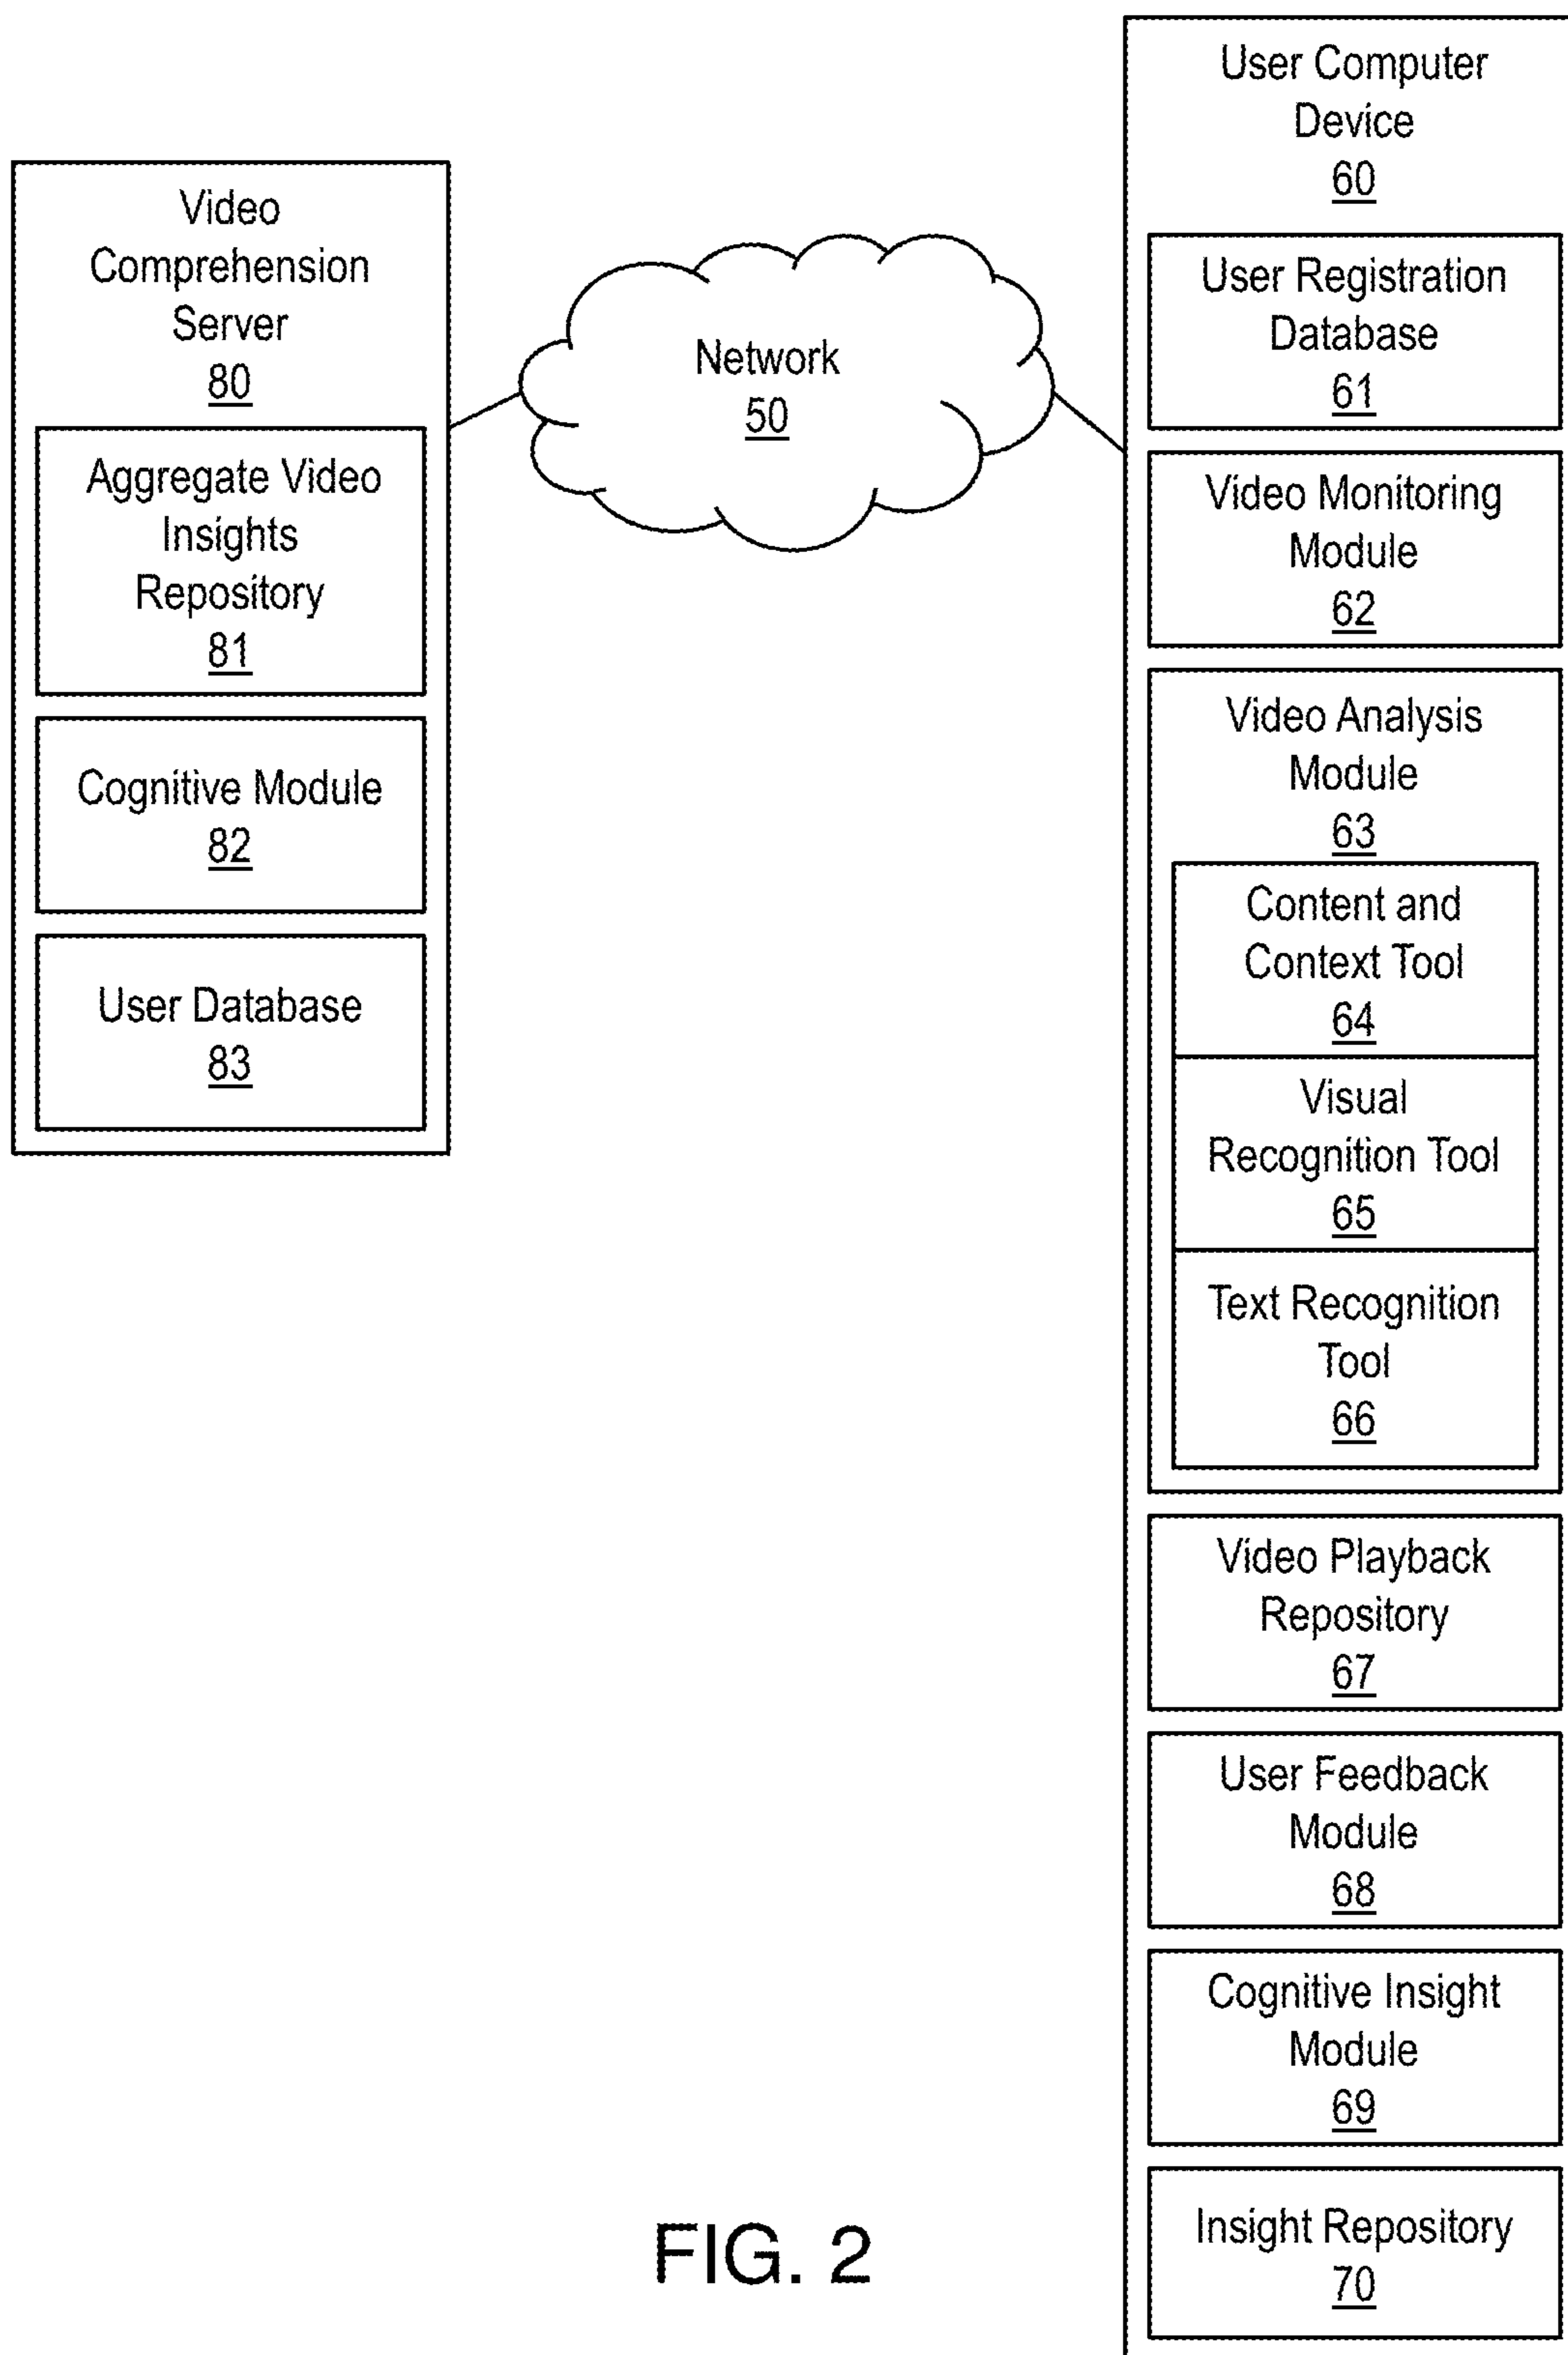 Video
Comprehension
Server
80
Aggregate Video
Insights
Repository
81
Cognitive Module
82
User Database
83
Network
50
User Computer
Device
60
User Registration
Database
61
Video Monitoring
Module
62
Video Analysis
Module
63
Content and
Context Tool
64
Visual
Recognition Tool
65
Text Recognition
Tool
66
Video Playback
Repository
67
User Feedback
Module
68
Cognitive Insight
Module
69
Insight Repository
70
FIG. 2